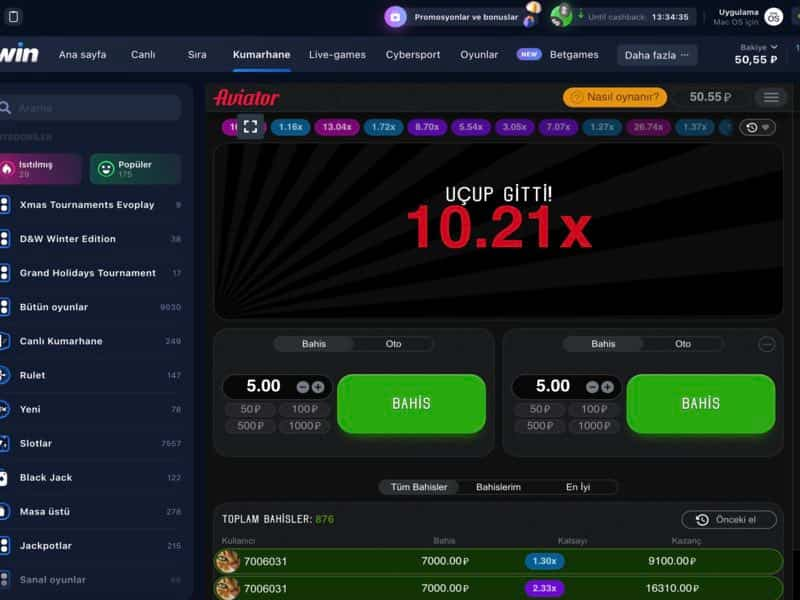 Promosyonlar ve bonuslar
Until cashback: 13:34:35
Uygulama
Mac OS için
OS
win
Ana sayfa
Canlı
Sıra
Kumarhane
Live-games
Cybersport
Oyunlar
NEW
Betgames
Daha fazla ···
Bakiye
50,55 ₽
Arama
Isıtılmış
29
Popüler
175
Xmas Tournaments Evoplay 9
D&W Winter Edition 38
Grand Holidays Tournament 17
Bütün oyunlar 9030
Canlı Kumarhane 249
Rulet 147
Yeni 78
Slotlar 7557
Black Jack 122
Masa üstü 278
Jackpotlar 215
Sanal oyunlar
Aviator
? Nasıl oynanır?
50.55 ₽
1.16x 13.04x 1.72x 8.70x 5.54x 3.05x 7.07x 1.27x 26.74x 1.37x
UÇUP GİTTİ!
10.21x
Bahis Oto
5.00
50 ₽ 100 ₽
500 ₽ 1000 ₽
BAHİS
Bahis Oto
5.00
50 ₽ 100 ₽
500 ₽ 1000 ₽
BAHİS
Tüm Bahisler Bahislerim En İyi
TOPLAM BAHİSLER: 876
Önceki el
Kullanıcı Bahis Katsayı Kazanç
7006031 7000.00 ₽ 1.30x 9100.00 ₽
7006031 7000.00 ₽ 2.33x 16310.00 ₽